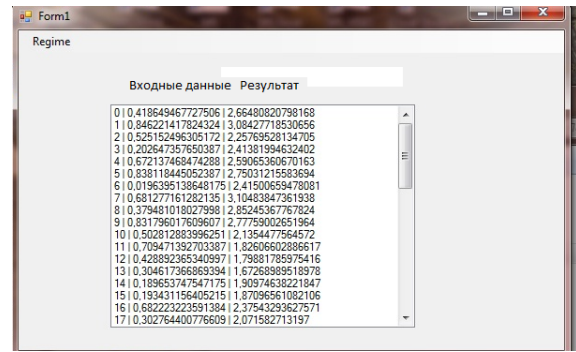 Form1
Regime
Входные данные Результат
0 | 0,418649467727506 | 2,66480820798168
1 | 0,846221417824324 | 3,08427718530656
2 | 0,525152496305172 | 2,25769528134705
3 | 0,202647357650387 | 2,41381994632402
4 | 0,672137468474288 | 2,59065360670163
5 | 0,838118445052387 | 2,75031215583694
6 | 0,0196395138648175 | 2,41500659478081
7 | 0,681277161282135 | 3,10483847361938
8 | 0,379481018027998 | 2,85245367767824
9 | 0,831796017609607 | 2,77759002651964
10 | 0,502812883996251 | 2,1354477564572
11 | 0,709471392703387 | 1,82606602886617
12 | 0,428892365340997 | 1,79881785975416
13 | 0,304617366869394 | 1,67268989518978
14 | 0,189653747547175 | 1,90974638221847
15 | 0,193431156405215 | 1,87096561082106
16 | 0,682223223591384 | 2,37543293627571
17 | 0,302764400776609 | 2,071582713197